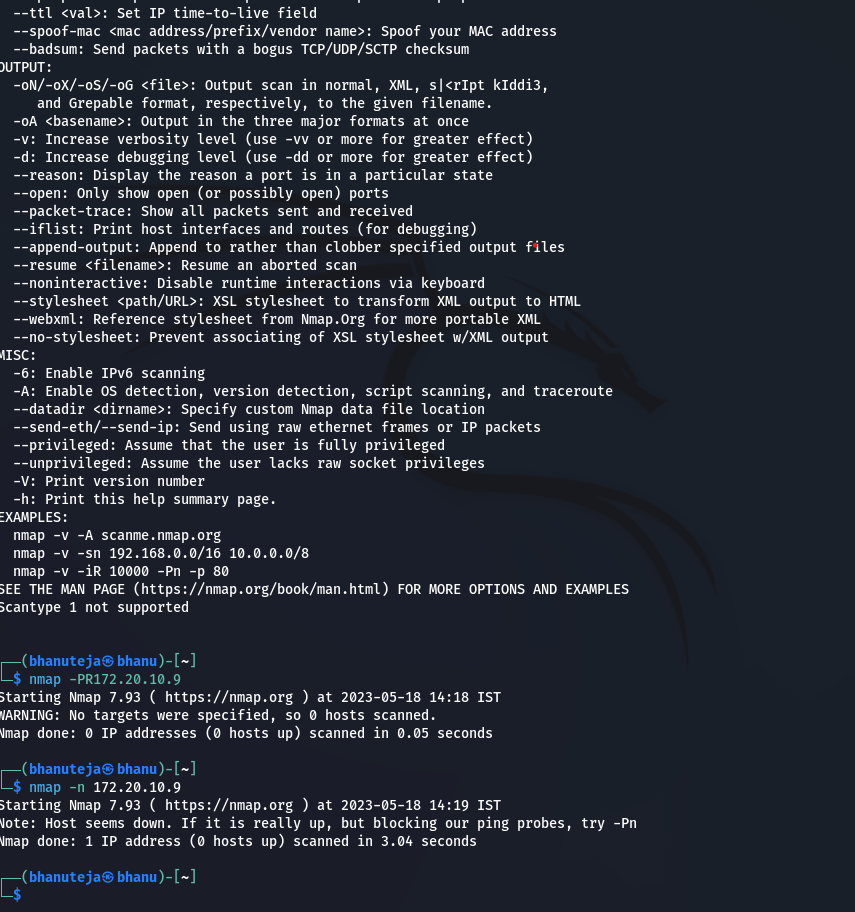 --ttl <val>: Set IP time-to-live field
--spoof-mac <mac address/prefix/vendor name>: Spoof your MAC address
--badsum: Send packets with a bogus TCP/UDP/SCTP checksum
OUTPUT:
-oN/-oX/-oS/-oG <file>: Output scan in normal, XML, s|<rIpt kIddi3,
and Grepable format, respectively, to the given filename.
-oA <basename>: Output in the three major formats at once
-v: Increase verbosity level (use -vv or more for greater effect)
-d: Increase debugging level (use -dd or more for greater effect)
--reason: Display the reason a port is in a particular state
--open: Only show open (or possibly open) ports
--packet-trace: Show all packets sent and received
--iflist: Print host interfaces and routes (for debugging)
--append-output: Append to rather than clobber specified output files
--resume <filename>: Resume an aborted scan
--noninteractive: Disable runtime interactions via keyboard
--stylesheet <path/URL>: XSL stylesheet to transform XML output to HTML
--webxml: Reference stylesheet from Nmap.Org for more portable XML
--no-stylesheet: Prevent associating of XSL stylesheet w/XML output
MISC:
-6: Enable IPv6 scanning
-A: Enable OS detection, version detection, script scanning, and traceroute
--datadir <dirname>: Specify custom Nmap data file location
--send-eth/--send-ip: Send using raw ethernet frames or IP packets
--privileged: Assume that the user is fully privileged
--unprivileged: Assume the user lacks raw socket privileges
-V: Print version number
-h: Print this help summary page.
EXAMPLES:
nmap -v -A scanme.nmap.org
nmap -v -sn 192.168.0.0/16 10.0.0.0/8
nmap -v -iR 10000 -Pn -p 80
SEE THE MAN PAGE (https://nmap.org/book/man.html) FOR MORE OPTIONS AND EXAMPLES
Scantype 1 not supported
┌──(bhanuteja㉿bhanu)-[~]
└─$ nmap -PR172.20.10.9
Starting Nmap 7.93 ( https://nmap.org ) at 2023-05-18 14:18 IST
WARNING: No targets were specified, so 0 hosts scanned.
Nmap done: 0 IP addresses (0 hosts up) scanned in 0.05 seconds
┌──(bhanuteja㉿bhanu)-[~]
└─$ nmap -n 172.20.10.9
Starting Nmap 7.93 ( https://nmap.org ) at 2023-05-18 14:19 IST
Note: Host seems down. If it is really up, but blocking our ping probes, try -Pn
Nmap done: 1 IP address (0 hosts up) scanned in 3.04 seconds
┌──(bhanuteja㉿bhanu)-[~]
└─$